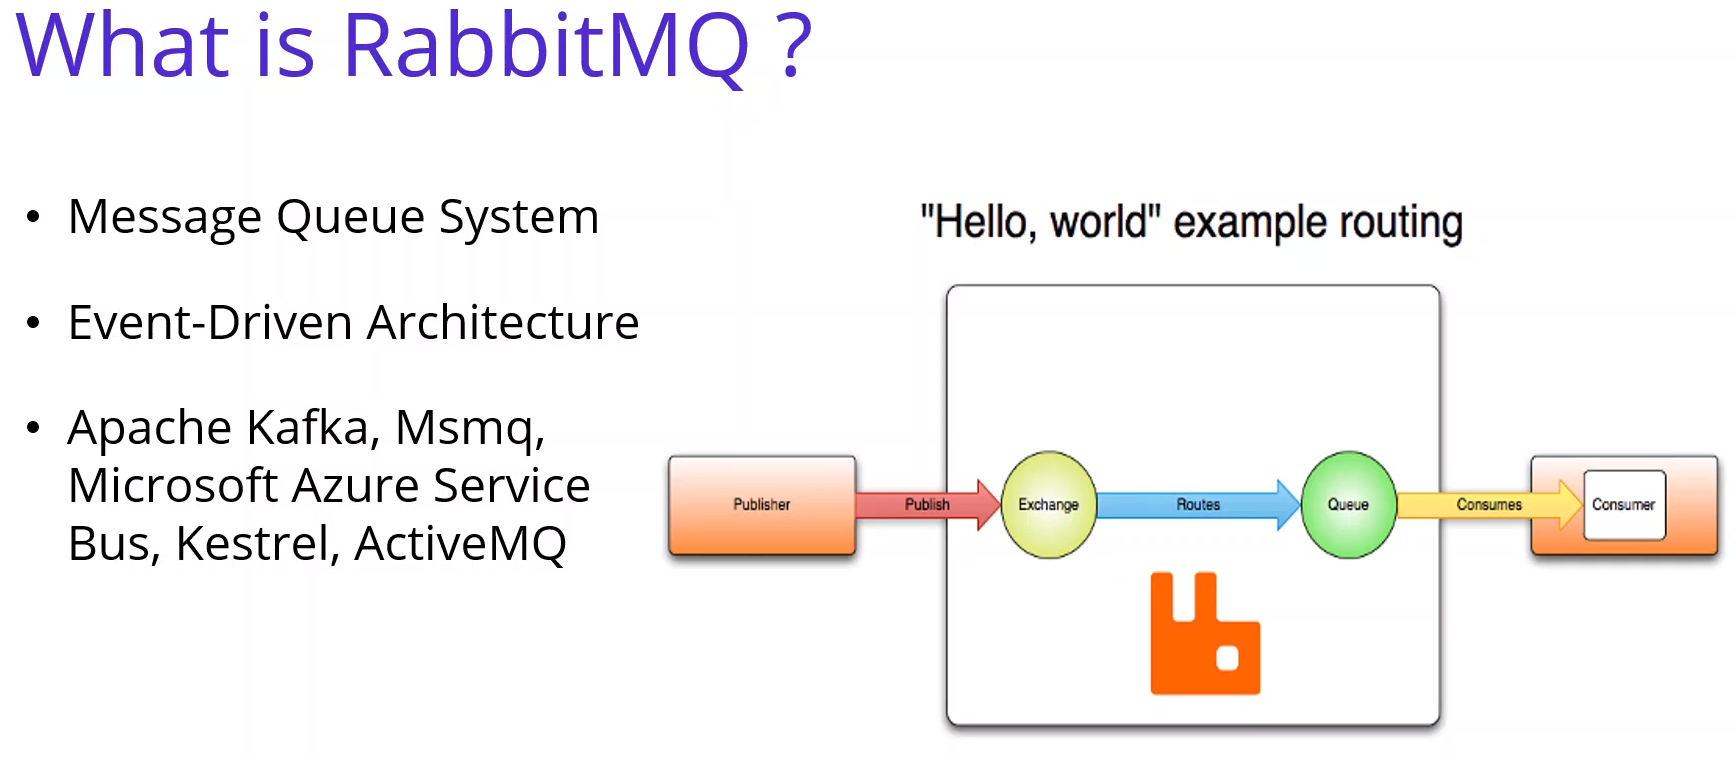 What is RabbitMQ ?
• Message Queue System
• Event-Driven Architecture
• Apache Kafka, Msmq,
Microsoft Azure Service
Bus, Kestrel, ActiveMQ
"Hello, world" example routing
Publisher
Publish
Exchange
Routes
Queue
Consumes
Consumer